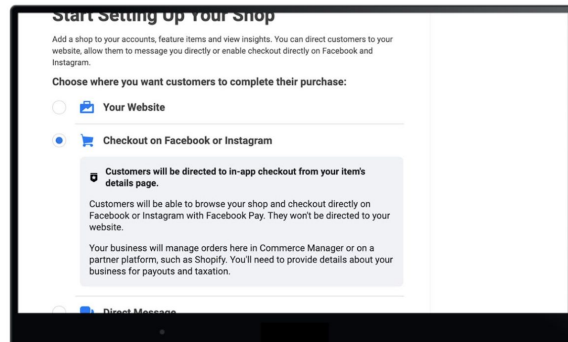 Start Setting Up Your Shop
Add a shop to your accounts, feature items and view insights. You can direct customers to your
website, allow them to message you directly or enable checkout directly on Facebook and
Instagram.
Choose where you want customers to complete their purchase:
Your Website
Checkout on Facebook or Instagram
Customers will be directed to in-app checkout from your item's
details page.
Customers will be able to browse your shop and checkout directly on
Facebook or Instagram with Facebook Pay. They won't be directed to your
website.
Your business will manage orders here in Commerce Manager or on a
partner platform, such as Shopify. You'll need to provide details about your
business for payouts and taxation.
Direct Message